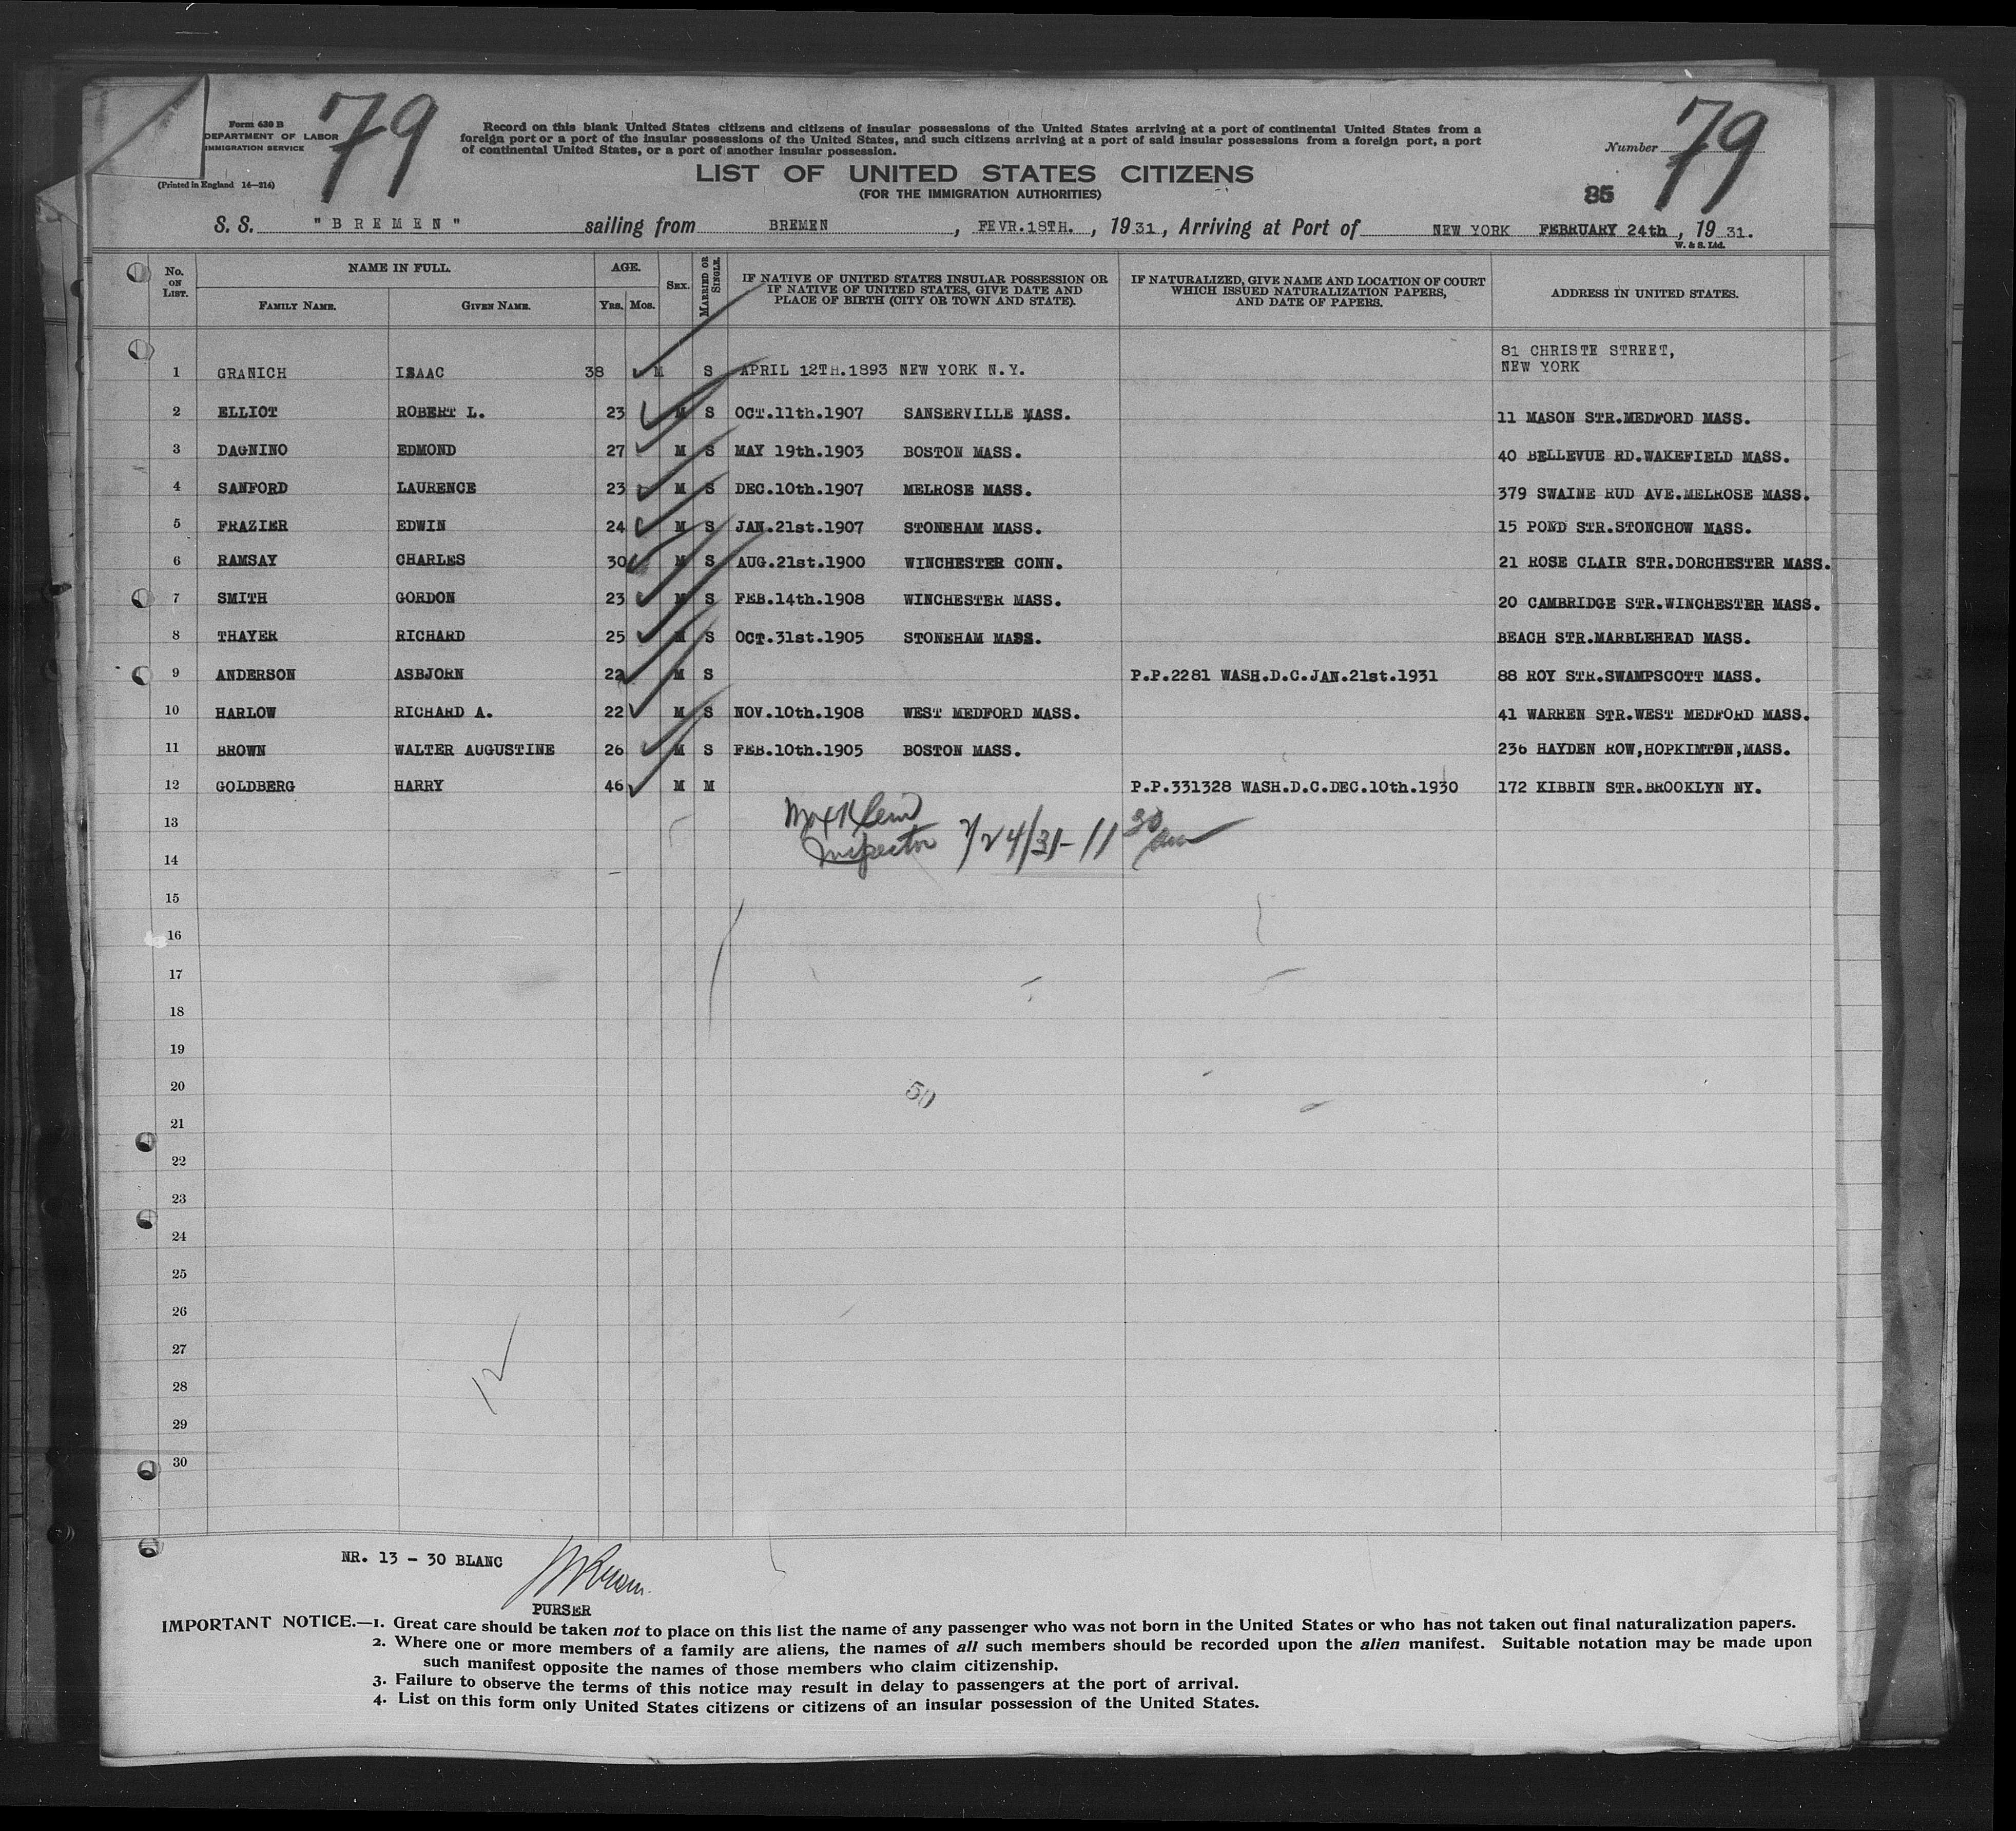 79
79
Form 630 B
DEPARTMENT OF LABOR
IMMIGRATION SERVICE
(Printed in England 14—214)
Record on this blank United States citizens and citizens of insular possessions of the United States arriving at a port of continental United States from a
foreign port or a port of the insular possessions of the United States, and such citizens arriving at a port of said insular possessions from a foreign port, a port
of continental United States, or a port of another insular possession.
Number
LIST OF UNITED STATES CITIZENS
(FOR THE IMMIGRATION AUTHORITIES)
85
S. S. "BREMEN" sailing from BREMEN, FEVR.18TH., 1931, Arriving at Port of NEW YORK FEBRUARY 24th, 1931.
W. & S. Ltd.
No. ON LIST. NAME IN FULL. AGE. SEX. MARRIED OR SINGLE. IF NATIVE OF UNITED STATES INSULAR POSSESSION OR IF NATIVE OF UNITED STATES, GIVE DATE AND PLACE OF BIRTH (CITY OR TOWN AND STATE). IF NATURALIZED, GIVE NAME AND LOCATION OF COURT WHICH ISSUED NATURALIZATION PAPERS, AND DATE OF PAPERS. ADDRESS IN UNITED STATES.
FAMILY NAME. GIVEN NAME. Yrs. Mos.
81 CHRISTE STREET,
1 GRANICH ISAAC 38 M S APRIL 12TH.1893 NEW YORK N.Y. NEW YORK
2 ELLIOT ROBERT L. 23 M S OCT.11th.1907 SANSERVILLE MASS. 11 MASON STR.MEDFORD MASS.
3 DAGNINO EDMOND 27 M S MAY 19th.1903 BOSTON MASS. 40 BELLEVUE RD.WAKEFIELD MASS.
4 SANFORD LAURENCE 23 M S DEC.10th.1907 MELROSE MASS. 379 SWAINE RUD AVE.MELROSE MASS.
5 FRAZIER EDWIN 24 M S JAN.21st.1907 STONEHAM MASS. 15 POND STR.STONCHOW MASS.
6 RAMSAY CHARLES 30 M S AUG.21st.1900 WINCHESTER CONN. 21 ROSE CLAIR STR.DORCHESTER MASS.
7 SMITH GORDON 23 M S FEB.14th.1908 WINCHESTER MASS. 20 CAMBRIDGE STR.WINCHESTER MASS.
8 THAYER RICHARD 25 M S OCT.31st.1905 STONEHAM MASS. BEACH STR.MARBLEHEAD MASS.
9 ANDERSON ASBJORN 22 M S P.P.2281 WASH.D.C.JAN.21st.1931 88 ROY STR.SWAMPSCOTT MASS.
10 HARLOW RICHARD A. 22 M S NOV.10th.1908 WEST MEDFORD MASS. 41 WARREN STR.WEST MEDFORD MASS.
11 BROWN WALTER AUGUSTINE 26 M S FEB.10th.1905 BOSTON MASS. 236 HAYDEN ROW,HOPKIMTON,MASS.
12 GOLDBERG HARRY 46 M M P.P.331328 WASH.D.C.DEC.10th.1930 172 KIBBIN STR.BROOKLYN NY.
13 Max Klein
14 Inspector 2/24/31 - 11 30 am
15
16
17
18
19
20
50
21
22
23
24
25
26
27
28
12
29
30
NR. 13 - 30 BLANC
PURSER
IMPORTANT NOTICE.—1. Great care should be taken not to place on this list the name of any passenger who was not born in the United States or who has not taken out final naturalization papers.
2. Where one or more members of a family are aliens, the names of all such members should be recorded upon the alien manifest. Suitable notation may be made upon
such manifest opposite the names of those members who claim citizenship.
3. Failure to observe the terms of this notice may result in delay to passengers at the port of arrival.
4. List on this form only United States citizens or citizens of an insular possession of the United States.